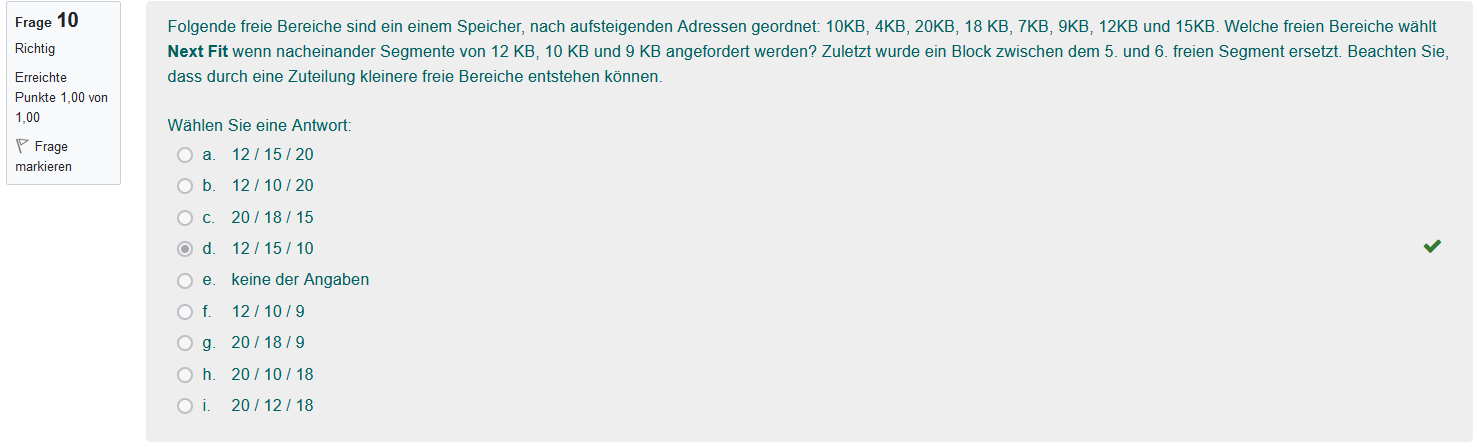 Frage 10
Richtig
Erreichte
Punkte 1,00 von
1,00
Frage
markieren
Folgende freie Bereiche sind ein einem Speicher, nach aufsteigenden Adressen geordnet: 10KB, 4KB, 20KB, 18 KB, 7KB, 9KB, 12KB und 15KB. Welche freien Bereiche wählt
Next Fit wenn nacheinander Segmente von 12 KB, 10 KB und 9 KB angefordert werden? Zuletzt wurde ein Block zwischen dem 5. und 6. freien Segment ersetzt. Beachten Sie,
dass durch eine Zuteilung kleinere freie Bereiche entstehen können.
Wählen Sie eine Antwort:
a. 12 / 15 / 20
b. 12 / 10 / 20
c. 20 / 18 / 15
d. 12 / 15 / 10
e. keine der Angaben
f. 12 / 10 / 9
g. 20 / 18 / 9
h. 20 / 10 / 18
i. 20 / 12 / 18